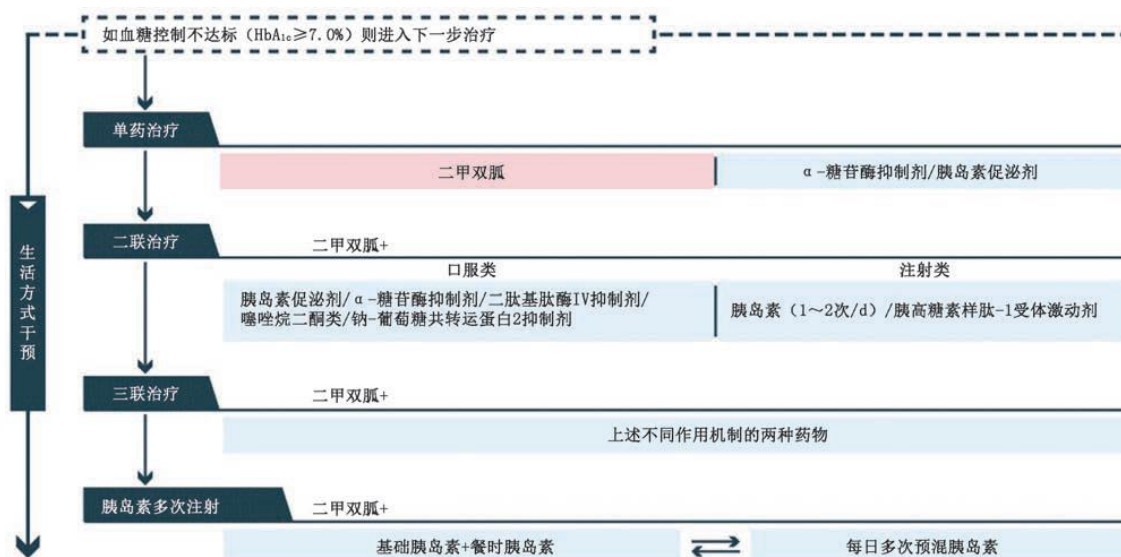 如血糖控制不达标（HbA₁c≥7.0%）则进入下一步治疗
单药治疗
二甲双胍
α-糖苷酶抑制剂/胰岛素促泌剂
生活方式干预
二联治疗
二甲双胍+
口服类
注射类
胰岛素促泌剂/α-糖苷酶抑制剂/二肽基肽酶IV抑制剂/
噻唑烷二酮类/钠-葡萄糖共转运蛋白2抑制剂
胰岛素（1～2次/d）/胰高糖素样肽-1受体激动剂
三联治疗
二甲双胍+
上述不同作用机制的两种药物
胰岛素多次注射
二甲双胍+
基础胰岛素+餐时胰岛素
每日多次预混胰岛素